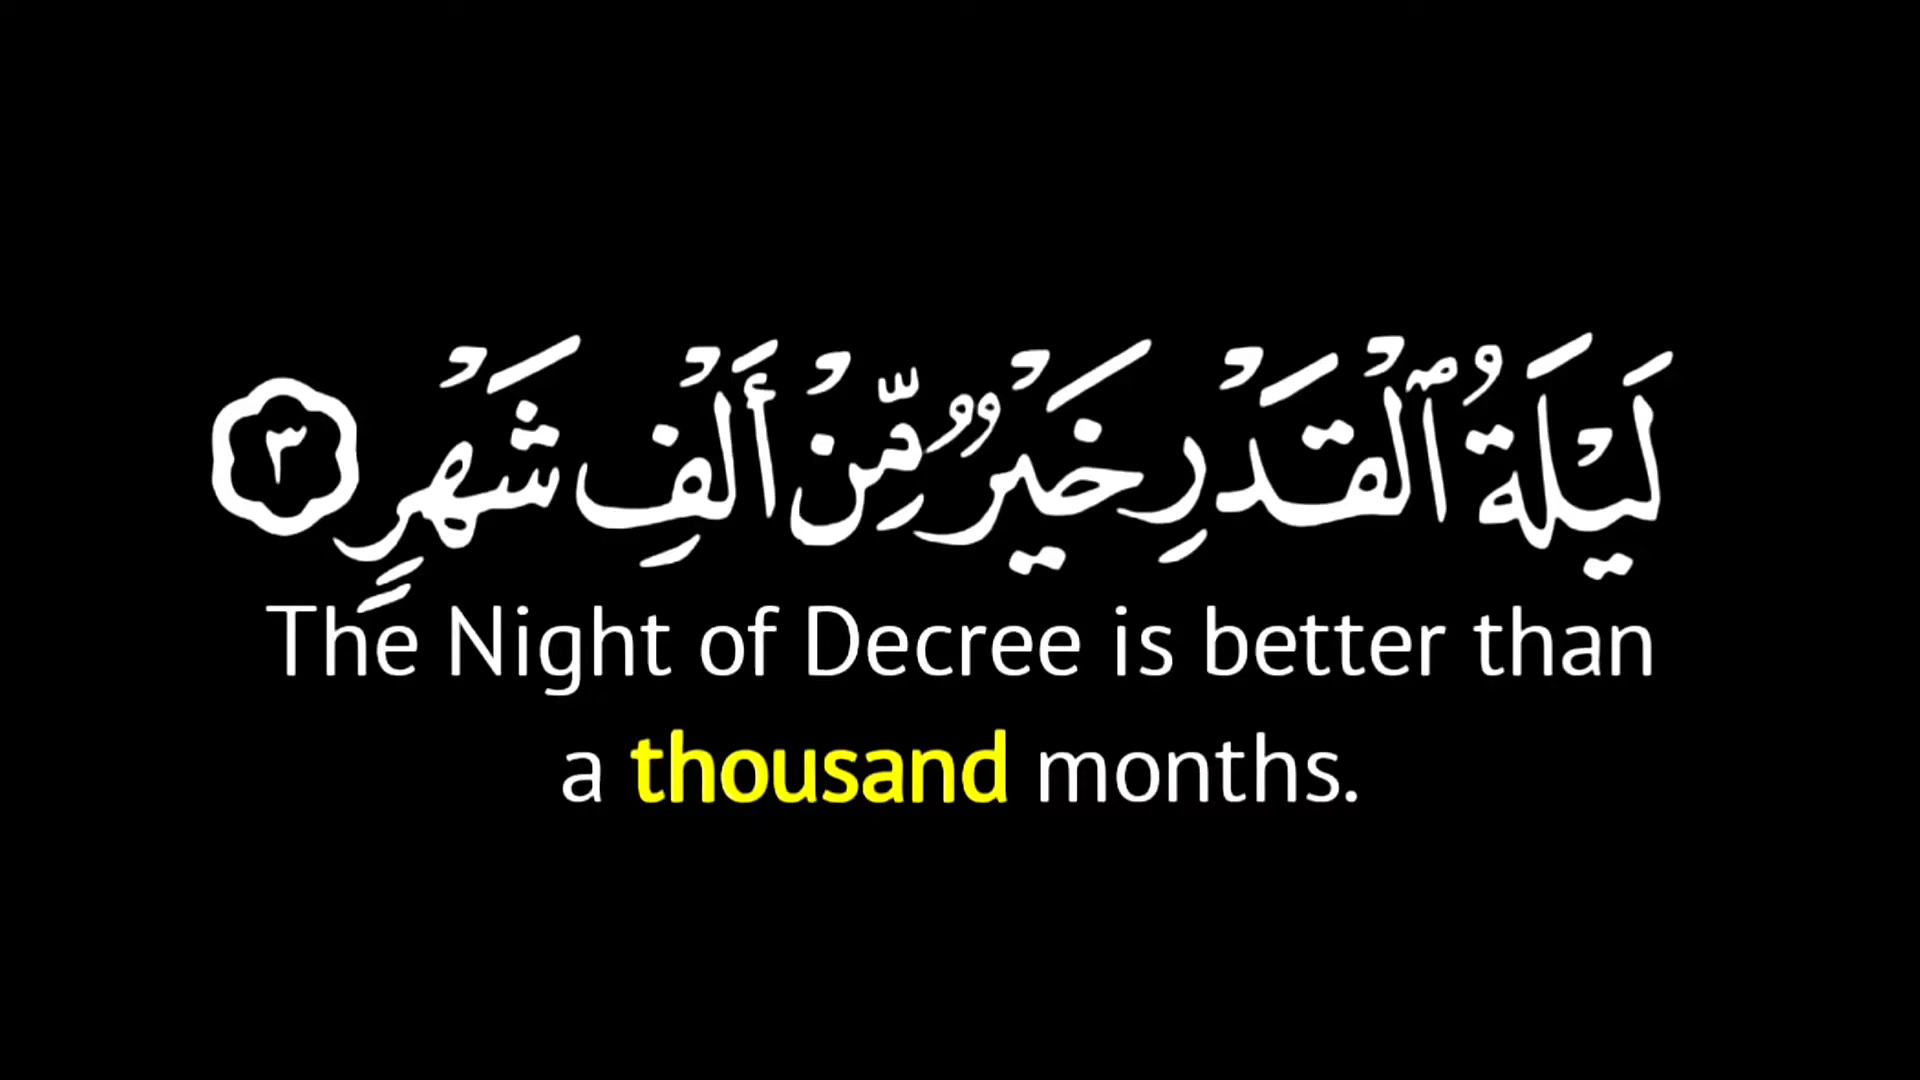 لَيْلَةُ ٱلْقَدْرِ خَيْرٌ مِّنْ أَلْفِ شَهْرٍ ٣
The Night of Decree is better than
a thousand months.